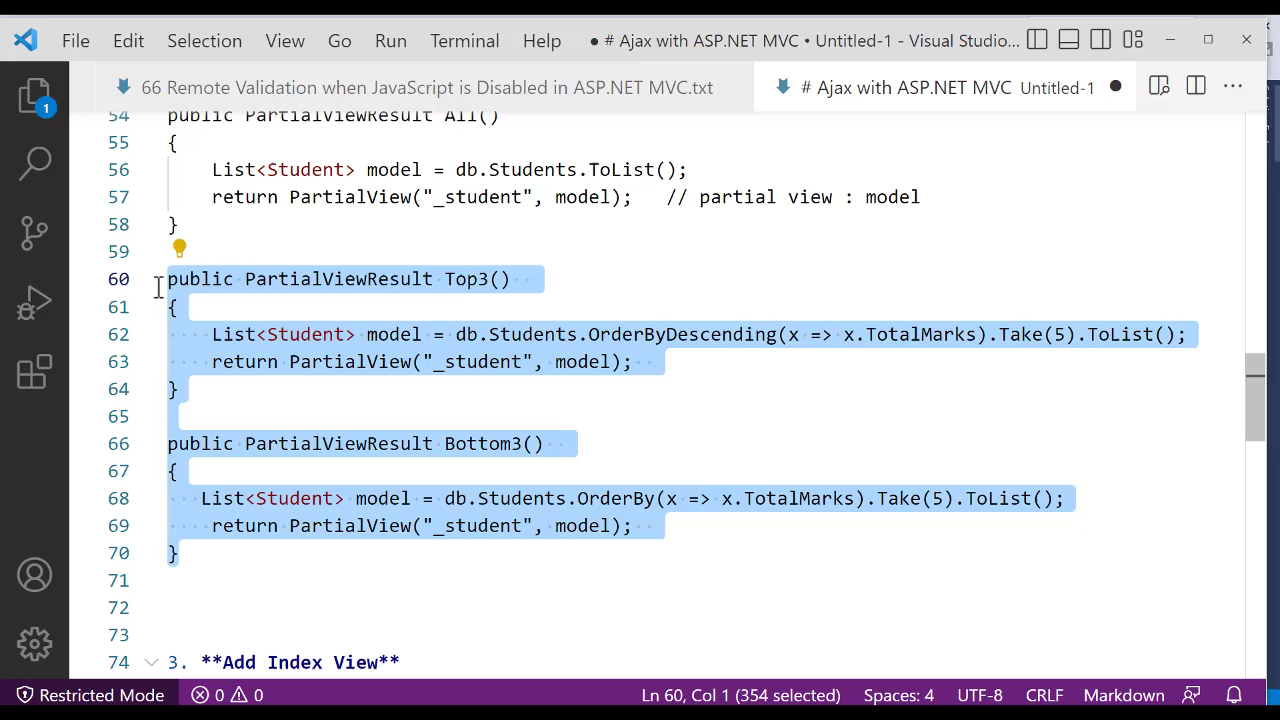 File Edit Selection View Go Run Terminal Help ● # Ajax with ASP.NET MVC • Untitled-1 - Visual Studio...
66 Remote Validation when JavaScript is Disabled in ASP.NET MVC.txt # Ajax with ASP.NET MVC Untitled-1 ●
1
54 public PartialViewResult All()
55 {
56 List<Student> model = db.Students.ToList();
57 return PartialView("_student", model); // partial view : model
58 }
59
60 public PartialViewResult Top3()
61 {
62 List<Student> model = db.Students.OrderByDescending(x => x.TotalMarks).Take(5).ToList();
63 return PartialView("_student", model);
64 }
65
66 public PartialViewResult Bottom3()
67 {
68 List<Student> model = db.Students.OrderBy(x => x.TotalMarks).Take(5).ToList();
69 return PartialView("_student", model);
70 }
71
72
73
74 3. **Add Index View**
Restricted Mode 0 0 Ln 60, Col 1 (354 selected) Spaces: 4 UTF-8 CRLF Markdown